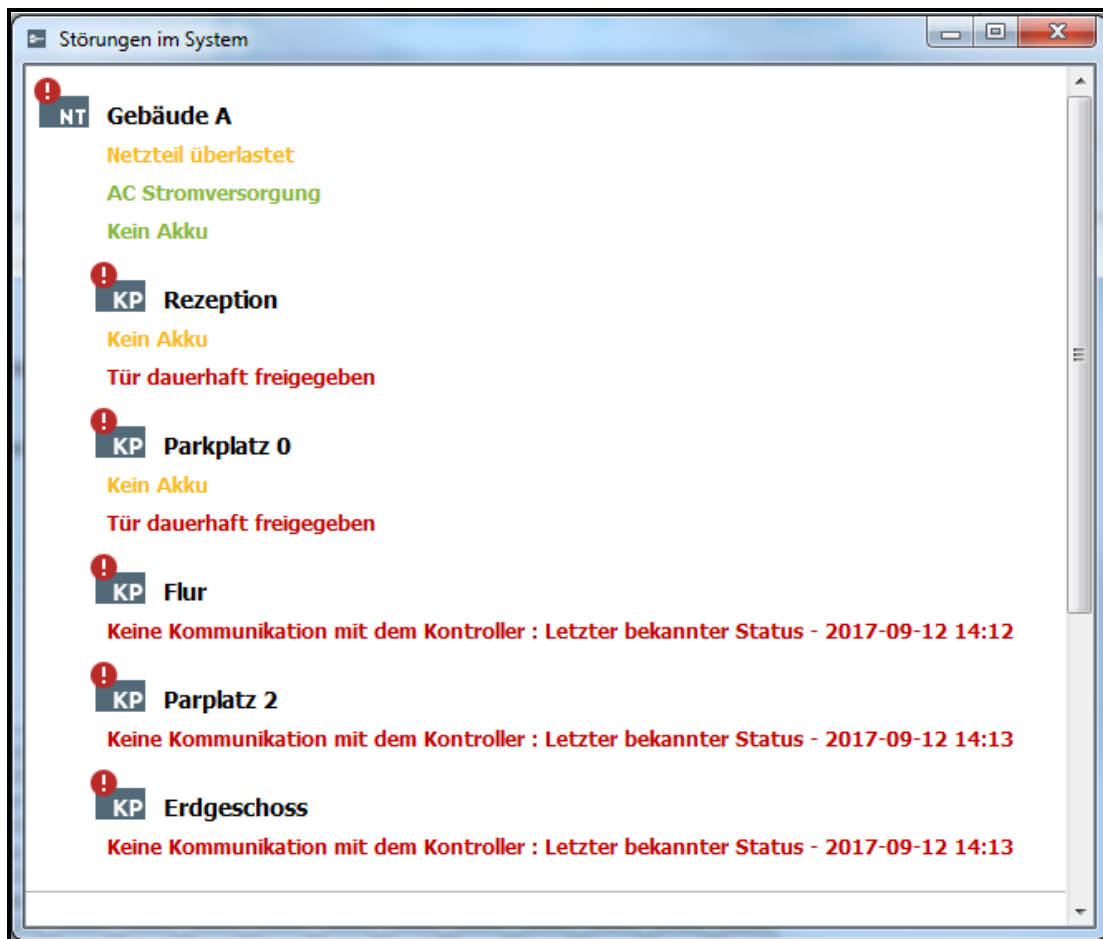 Störungen im System
NT Gebäude A
Netzteil überlastet
AC Stromversorgung
Kein Akku
KP Rezeption
Kein Akku
Tür dauerhaft freigegeben
KP Parkplatz 0
Kein Akku
Tür dauerhaft freigegeben
KP Flur
Keine Kommunikation mit dem Kontroller : Letzter bekannter Status - 2017-09-12 14:12
KP Parplatz 2
Keine Kommunikation mit dem Kontroller : Letzter bekannter Status - 2017-09-12 14:13
KP Erdgeschoss
Keine Kommunikation mit dem Kontroller : Letzter bekannter Status - 2017-09-12 14:13